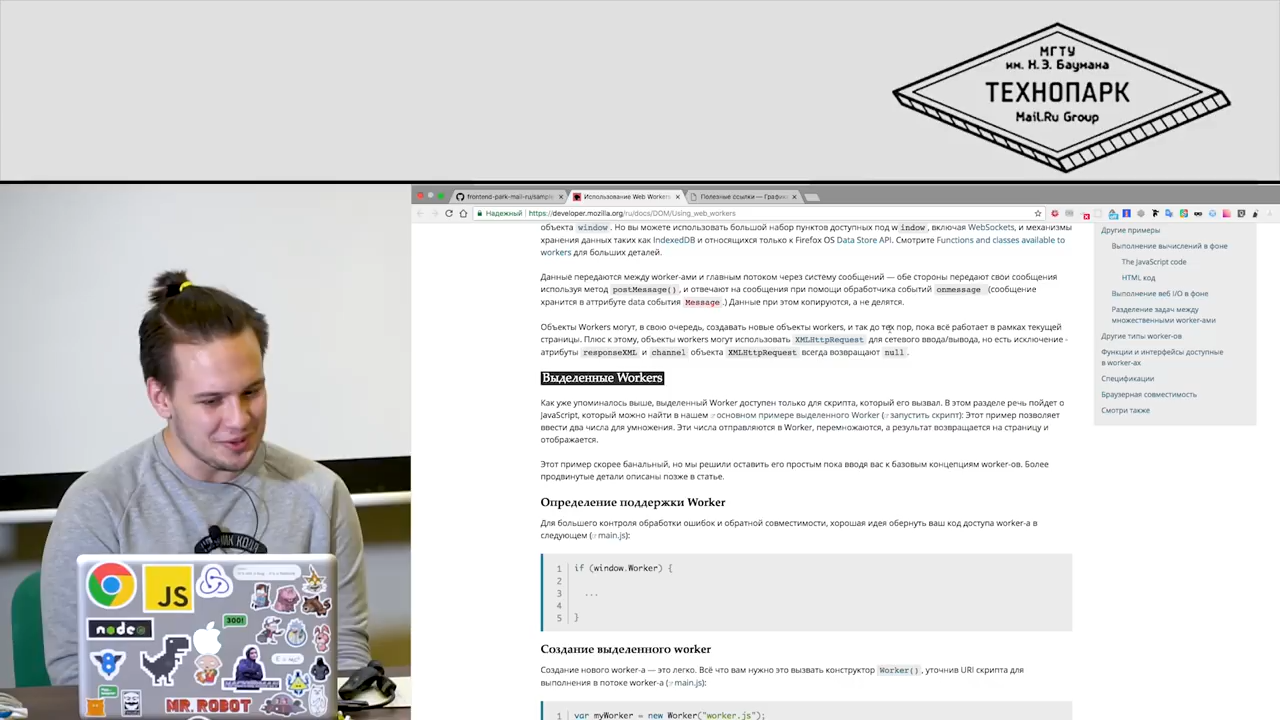 МГТУ
им. Н.Э. Баумана
ТЕХНОПАРК
Mail.Ru Group
frontend-park-mail-ru/sample
Использование Web Workers
Полезные ссылки — График
Надежный https://developer.mozilla.org/ru/docs/DOM/Using_web_workers
объекта window. Но вы можете использовать большой набор пунктов доступных под window, включая WebSockets, и механизмы
хранения данных таких как IndexedDB и относящихся только к Firefox OS Data Store API. Смотрите Functions and classes available to
workers для больших деталей.
Данные передаются между worker-ами и главным потоком через систему сообщений — обе стороны передают свои сообщения
используя метод postMessage(), и отвечают на сообщения при помощи обработчика событий onmessage (сообщение
хранится в аттрибуте data события Message.) Данные при этом копируются, а не делятся.
Объекты Workers могут, в свою очередь, создавать новые объекты workers, и так до тех пор, пока всё работает в рамках текущей
страницы. Плюс к этому, объекты workers могут использовать XMLHttpRequest для сетевого ввода/вывода, но есть исключение -
атрибуты responseXML и channel объекта XMLHttpRequest всегда возвращают null.
Выделенные Workers
Как уже упоминалось выше, выделенный Worker доступен только для скрипта, который его вызвал. В этом разделе речь пойдет о
JavaScript, который можно найти в нашем основном примере выделенного Worker (запустить скрипт): Этот пример позволяет
ввести два числа для умножения. Эти числа отправляются в Worker, перемножаются, а результат возвращается на страницу и
отображается.
Этот пример скорее банальный, но мы решили оставить его простым пока вводя вас к базовым концепциям worker-ов. Более
продвинутые детали описаны позже в статье.
Определение поддержки Worker
Для большего контроля обработки ошибок и обратной совместимости, хорошая идея обернуть ваш код доступа worker-а в
следующем (main.js):
1 if (window.Worker) {
2
3 ...
4
5 }
Создание выделенного worker
Создание нового worker-а — это легко. Всё что вам нужно это вызвать конструктор Worker(), уточнив URI скрипта для
выполнения в потоке worker-а (main.js):
var myWorker = new Worker("worker.js");
Другие примеры
Выполнение вычислений в фоне
The JavaScript code
HTML код
Выполнение веб I/O в фоне
Разделение задач между
множественными worker-ами
Другие типы worker-ов
Функции и интерфейсы доступные
в worker-ах
Спецификации
Браузерная совместимость
Смотри также
JS
node
300!
MR. ROBOT